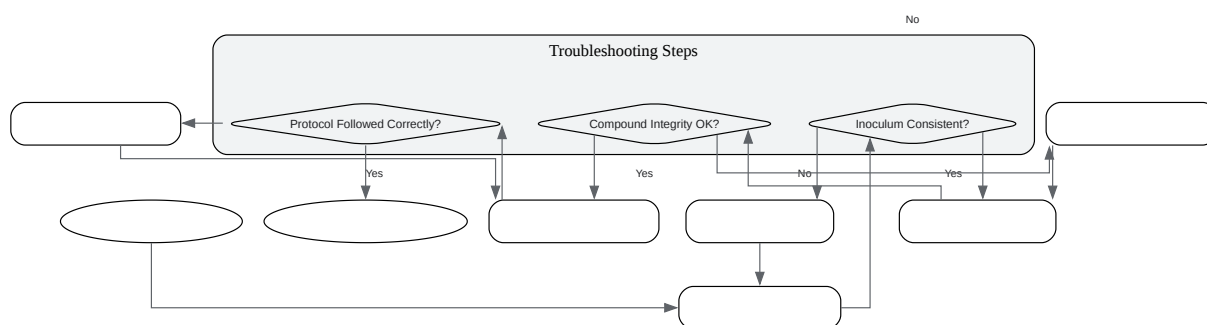 No
Troubleshooting Steps
Protocol Followed Correctly?
Compound Integrity OK?
Inoculum Consistent?
Yes
Yes
No
Yes